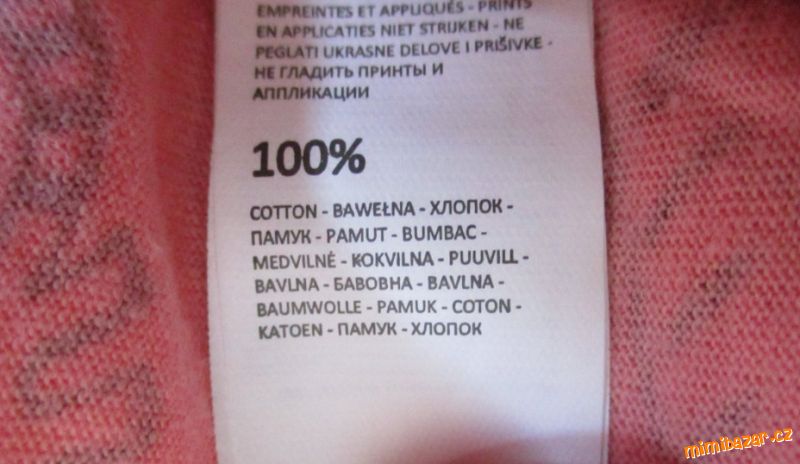 EMPREINTES ET APPLIQUÉS - PRINTS
EN APPLICATIES NIET STRIJKEN - NE
PEGLATI UKRASNE DELOVE I PRIŠIVKE -
НЕ ГЛАДИТЬ ПРИНТЫ И
АППЛИКАЦИИ
100%
COTTON - BAWEŁNA - ХЛОПОК -
ПАМУК - PAMUT - BUMBAC -
MEDVILNĖ - KOKVILNA - PUUVILL -
BAVLNA - БАВОВНА - BAVLNA -
BAUMWOLLE - PAMUK - COTON -
KATOEN - ПАМУК - ХЛОПОК
mimibazar.cz